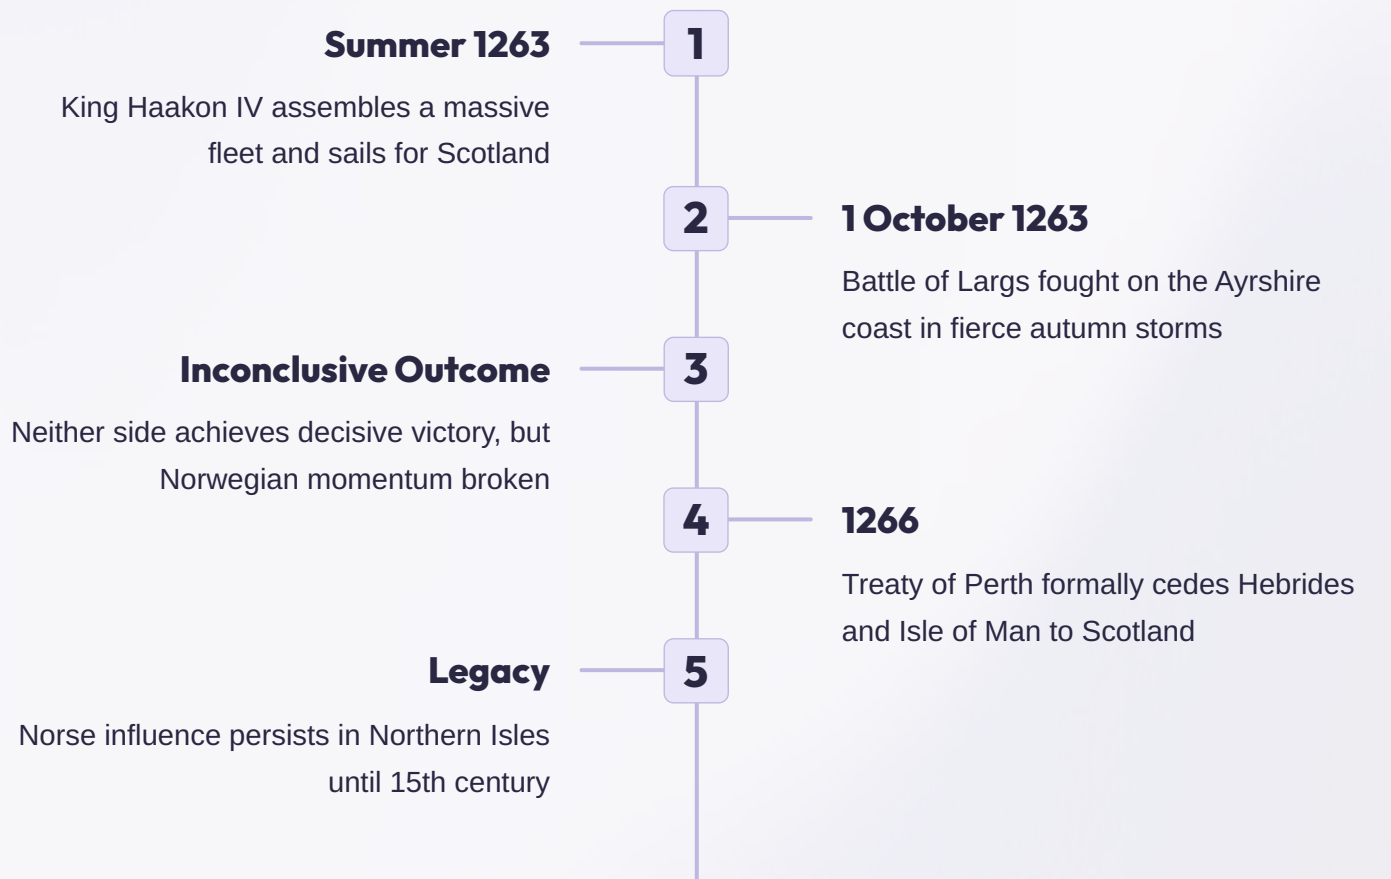 Summer 1263
1
King Haakon IV assembles a massive
fleet and sails for Scotland
2
1 October 1263
Battle of Largs fought on the Ayrshire
coast in fierce autumn storms
Inconclusive Outcome
3
Neither side achieves decisive victory, but
Norwegian momentum broken
4
1266
Treaty of Perth formally cedes Hebrides
and Isle of Man to Scotland
Legacy
5
Norse influence persists in Northern Isles
until 15th century